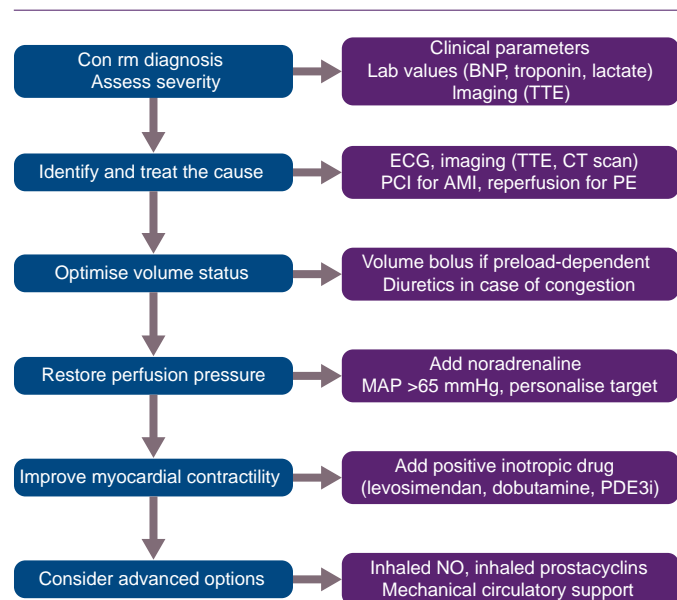 Con rm diagnosis
Assess severity
Clinical parameters
Lab values (BNP, troponin, lactate)
Imaging (TTE)
Identify and treat the cause
ECG, imaging (TTE, CT scan)
PCI for AMI, reperfusion for PE
Optimise volume status
Volume bolus if preload-dependent
Diuretics in case of congestion
Restore perfusion pressure
Add noradrenaline
MAP >65 mmHg, personalise target
Improve myocardial contractility
Add positive inotropic drug
(levosimendan, dobutamine, PDE3i)
Consider advanced options
Inhaled NO, inhaled prostacyclins
Mechanical circulatory support